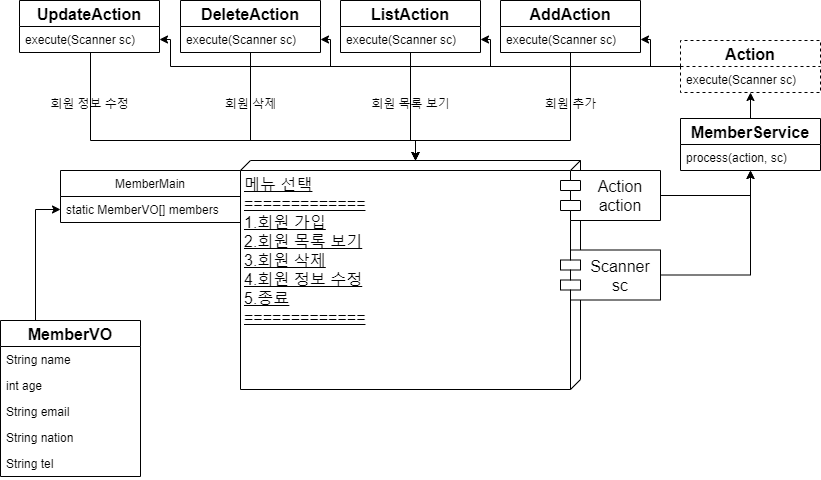 UpdateAction
execute(Scanner sc)
DeleteAction
execute(Scanner sc)
ListAction
execute(Scanner sc)
AddAction
execute(Scanner sc)
Action
execute(Scanner sc)
회원 정보 수정
회원 삭제
회원 목록 보기
회원 추가
MemberService
process(action, sc)
MemberMain
static MemberVO[] members
메뉴 선택
=============
1.회원 가입
2.회원 목록 보기
3.회원 삭제
4.회원 정보 수정
5.종료
=============
Action
action
Scanner
sc
MemberVO
String name
int age
String email
String nation
String tel